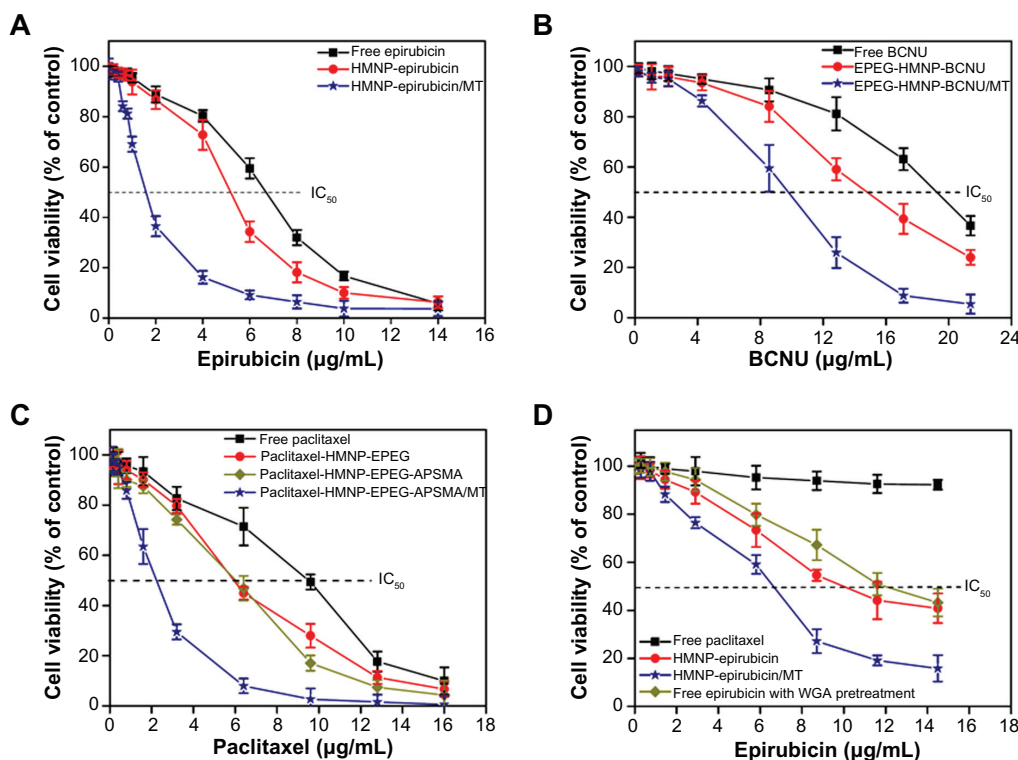 A
Cell viability (% of control)
100
80
60
40
20
0
Free epirubicin
HMNP-epirubicin
HMNP-epirubicin/MT
IC50
0 2 4 6 8 10 12 14 16
Epirubicin (µg/mL)
B
Cell viability (% of control)
100
80
60
40
20
0
Free BCNU
EPEG-HMNP-BCNU
EPEG-HMNP-BCNU/MT
IC50
0 4 8 12 16 20 24
BCNU (µg/mL)
C
Cell viability (% of control)
100
80
60
40
20
0
Free paclitaxel
Paclitaxel-HMNP-EPEG
Paclitaxel-HMNP-EPEG-APSMA
Paclitaxel-HMNP-EPEG-APSMA/MT
IC50
0 2 4 6 8 10 12 14 16 18
Paclitaxel (µg/mL)
D
Cell viability (% of control)
100
80
60
40
20
0
IC50
Free paclitaxel
HMNP-epirubicin
HMNP-epirubicin/MT
Free epirubicin with WGA pretreatment
0 2 4 6 8 10 12 14 16 18
Epirubicin (µg/mL)